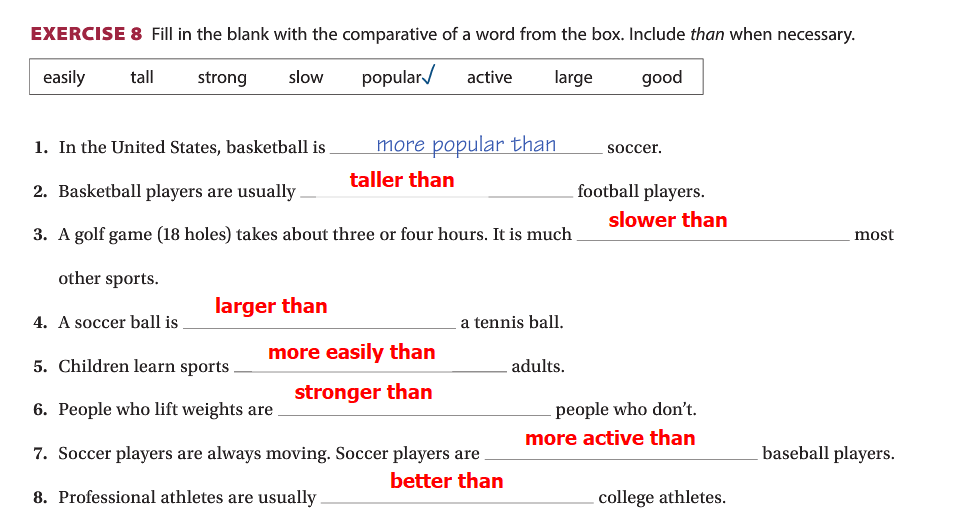 EXERCISE 8 Fill in the blank with the comparative of a word from the box. Include than when necessary.
easily tall strong slow popular✓ active large good
1. In the United States, basketball is more popular than soccer.
2. Basketball players are usually taller than football players.
3. A golf game (18 holes) takes about three or four hours. It is much slower than most
other sports.
4. A soccer ball is larger than a tennis ball.
5. Children learn sports more easily than adults.
6. People who lift weights are stronger than people who don't.
7. Soccer players are always moving. Soccer players are more active than baseball players.
8. Professional athletes are usually better than college athletes.